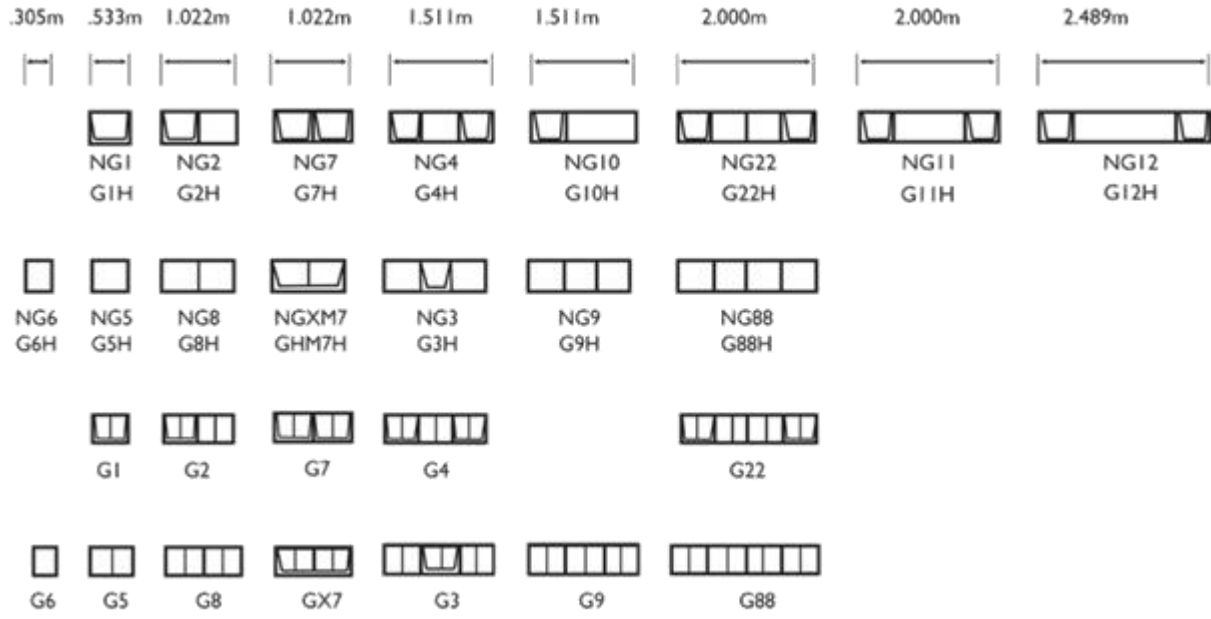 .305m .533m 1.022m 1.022m 1.511m 1.511m 2.000m 2.000m 2.489m
NG1 NG2 NG7 NG4 NG10 NG22 NG11 NG12
G1H G2H G7H G4H G10H G22H G11H G12H
NG6 NG5 NG8 NGXM7 NG3 NG9 NG88
G6H G5H G8H GHM7H G3H G9H G88H
G1 G2 G7 G4 G22
G6 G5 G8 GX7 G3 G9 G88